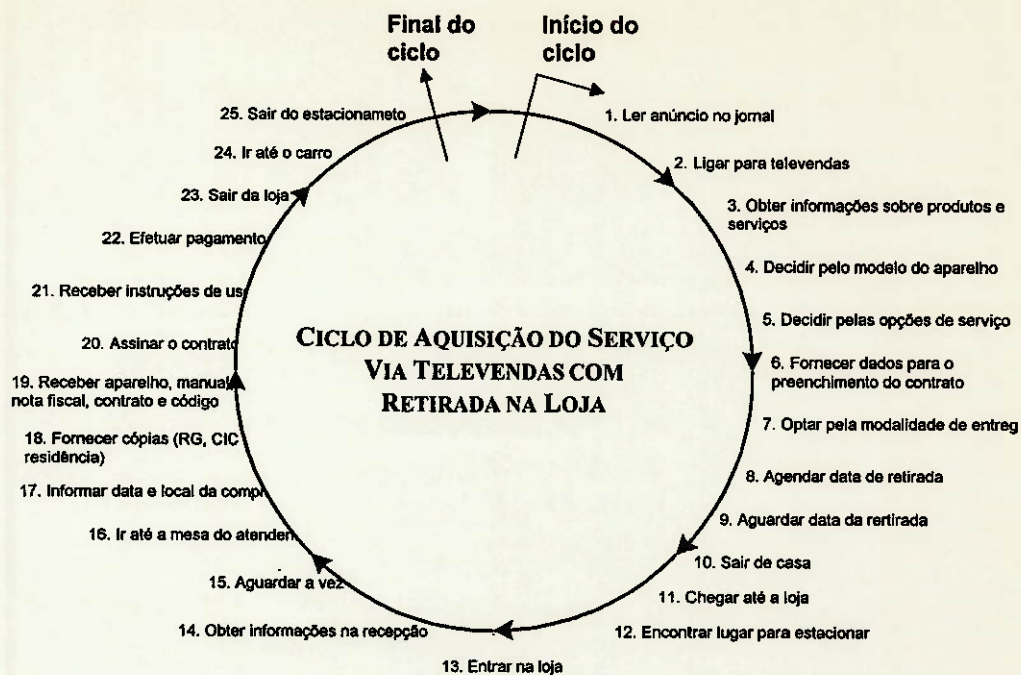 Final do
ciclo
Início do
ciclo
1. Ler anúncio no jornal
2. Ligar para televendas
3. Obter informações sobre produtos e
serviços
4. Decidir pelo modelo do aparelho
5. Decidir pelas opções de serviço
6. Fornecer dados para o
preenchimento do contrato
7. Optar pela modalidade de entreg
8. Agendar data de retirada
9. Aguardar data da rertirada
10. Sair de casa
11. Chegar até a loja
12. Encontrar lugar para estacionar
13. Entrar na loja
14. Obter informações na recepção
15. Aguardar a vez
16. Ir até a mesa do atenden
17. Informar data e local da compr
18. Fornecer cópias (RG, CIC
residência)
19. Receber aparelho, manual,
nota fiscal, contrato e código
20. Assinar o contrato
21. Receber instruções de us
22. Efetuar pagamento
23. Sair da loja
24. Ir até o carro
25. Sair do estacionameto
CICLO DE AQUISIÇÃO DO SERVIÇO
VIA TELEVENDAS COM
RETIRADA NA LOJA